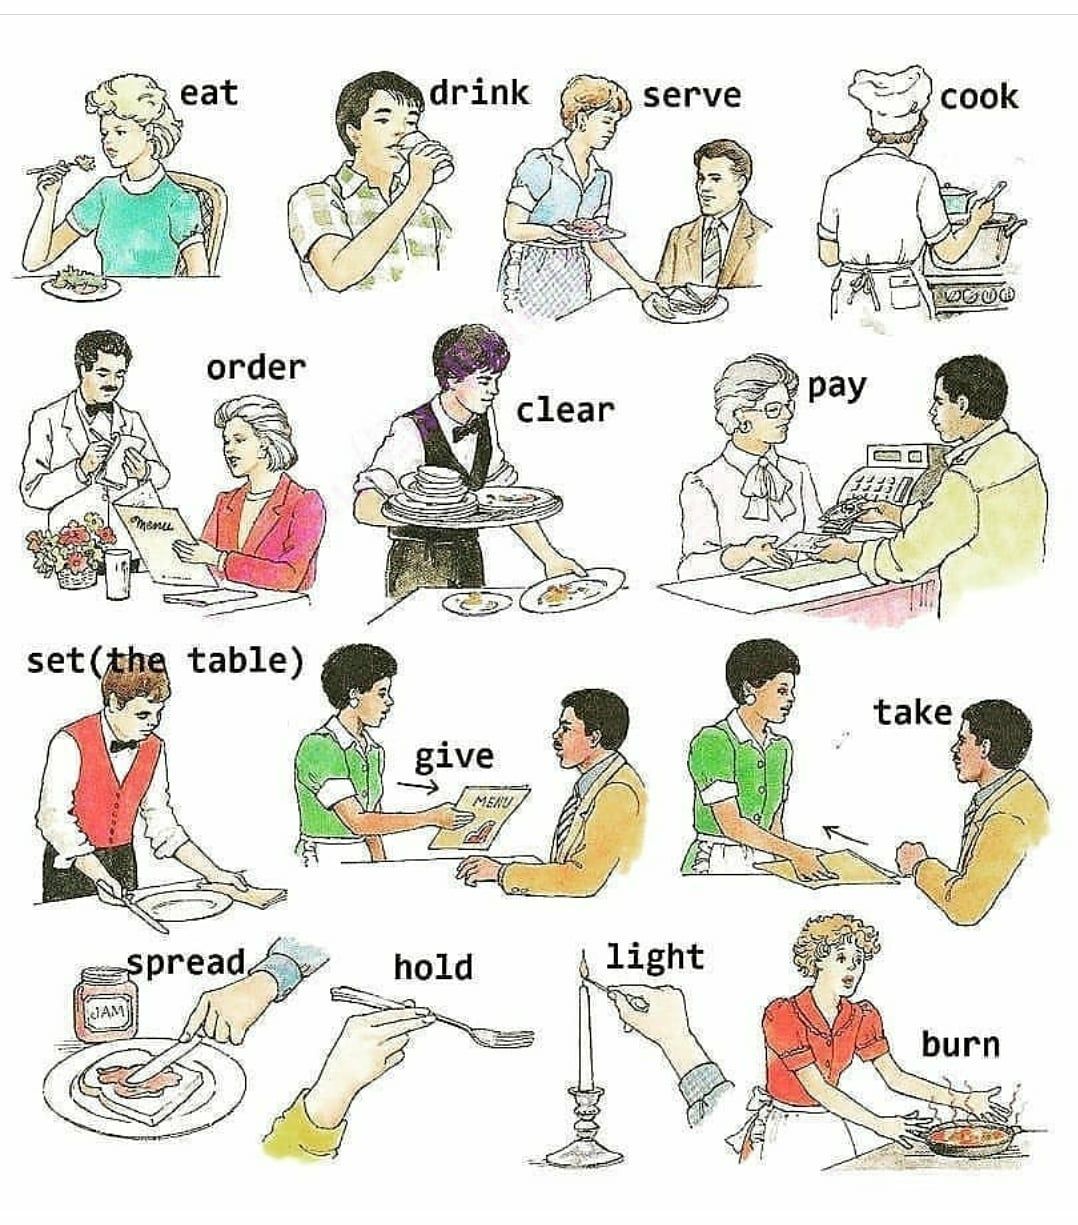 eat
drink
serve
cook
order
clear
pay
menu
set(the table)
give
MENU
take
spread
hold
light
JAM
burn